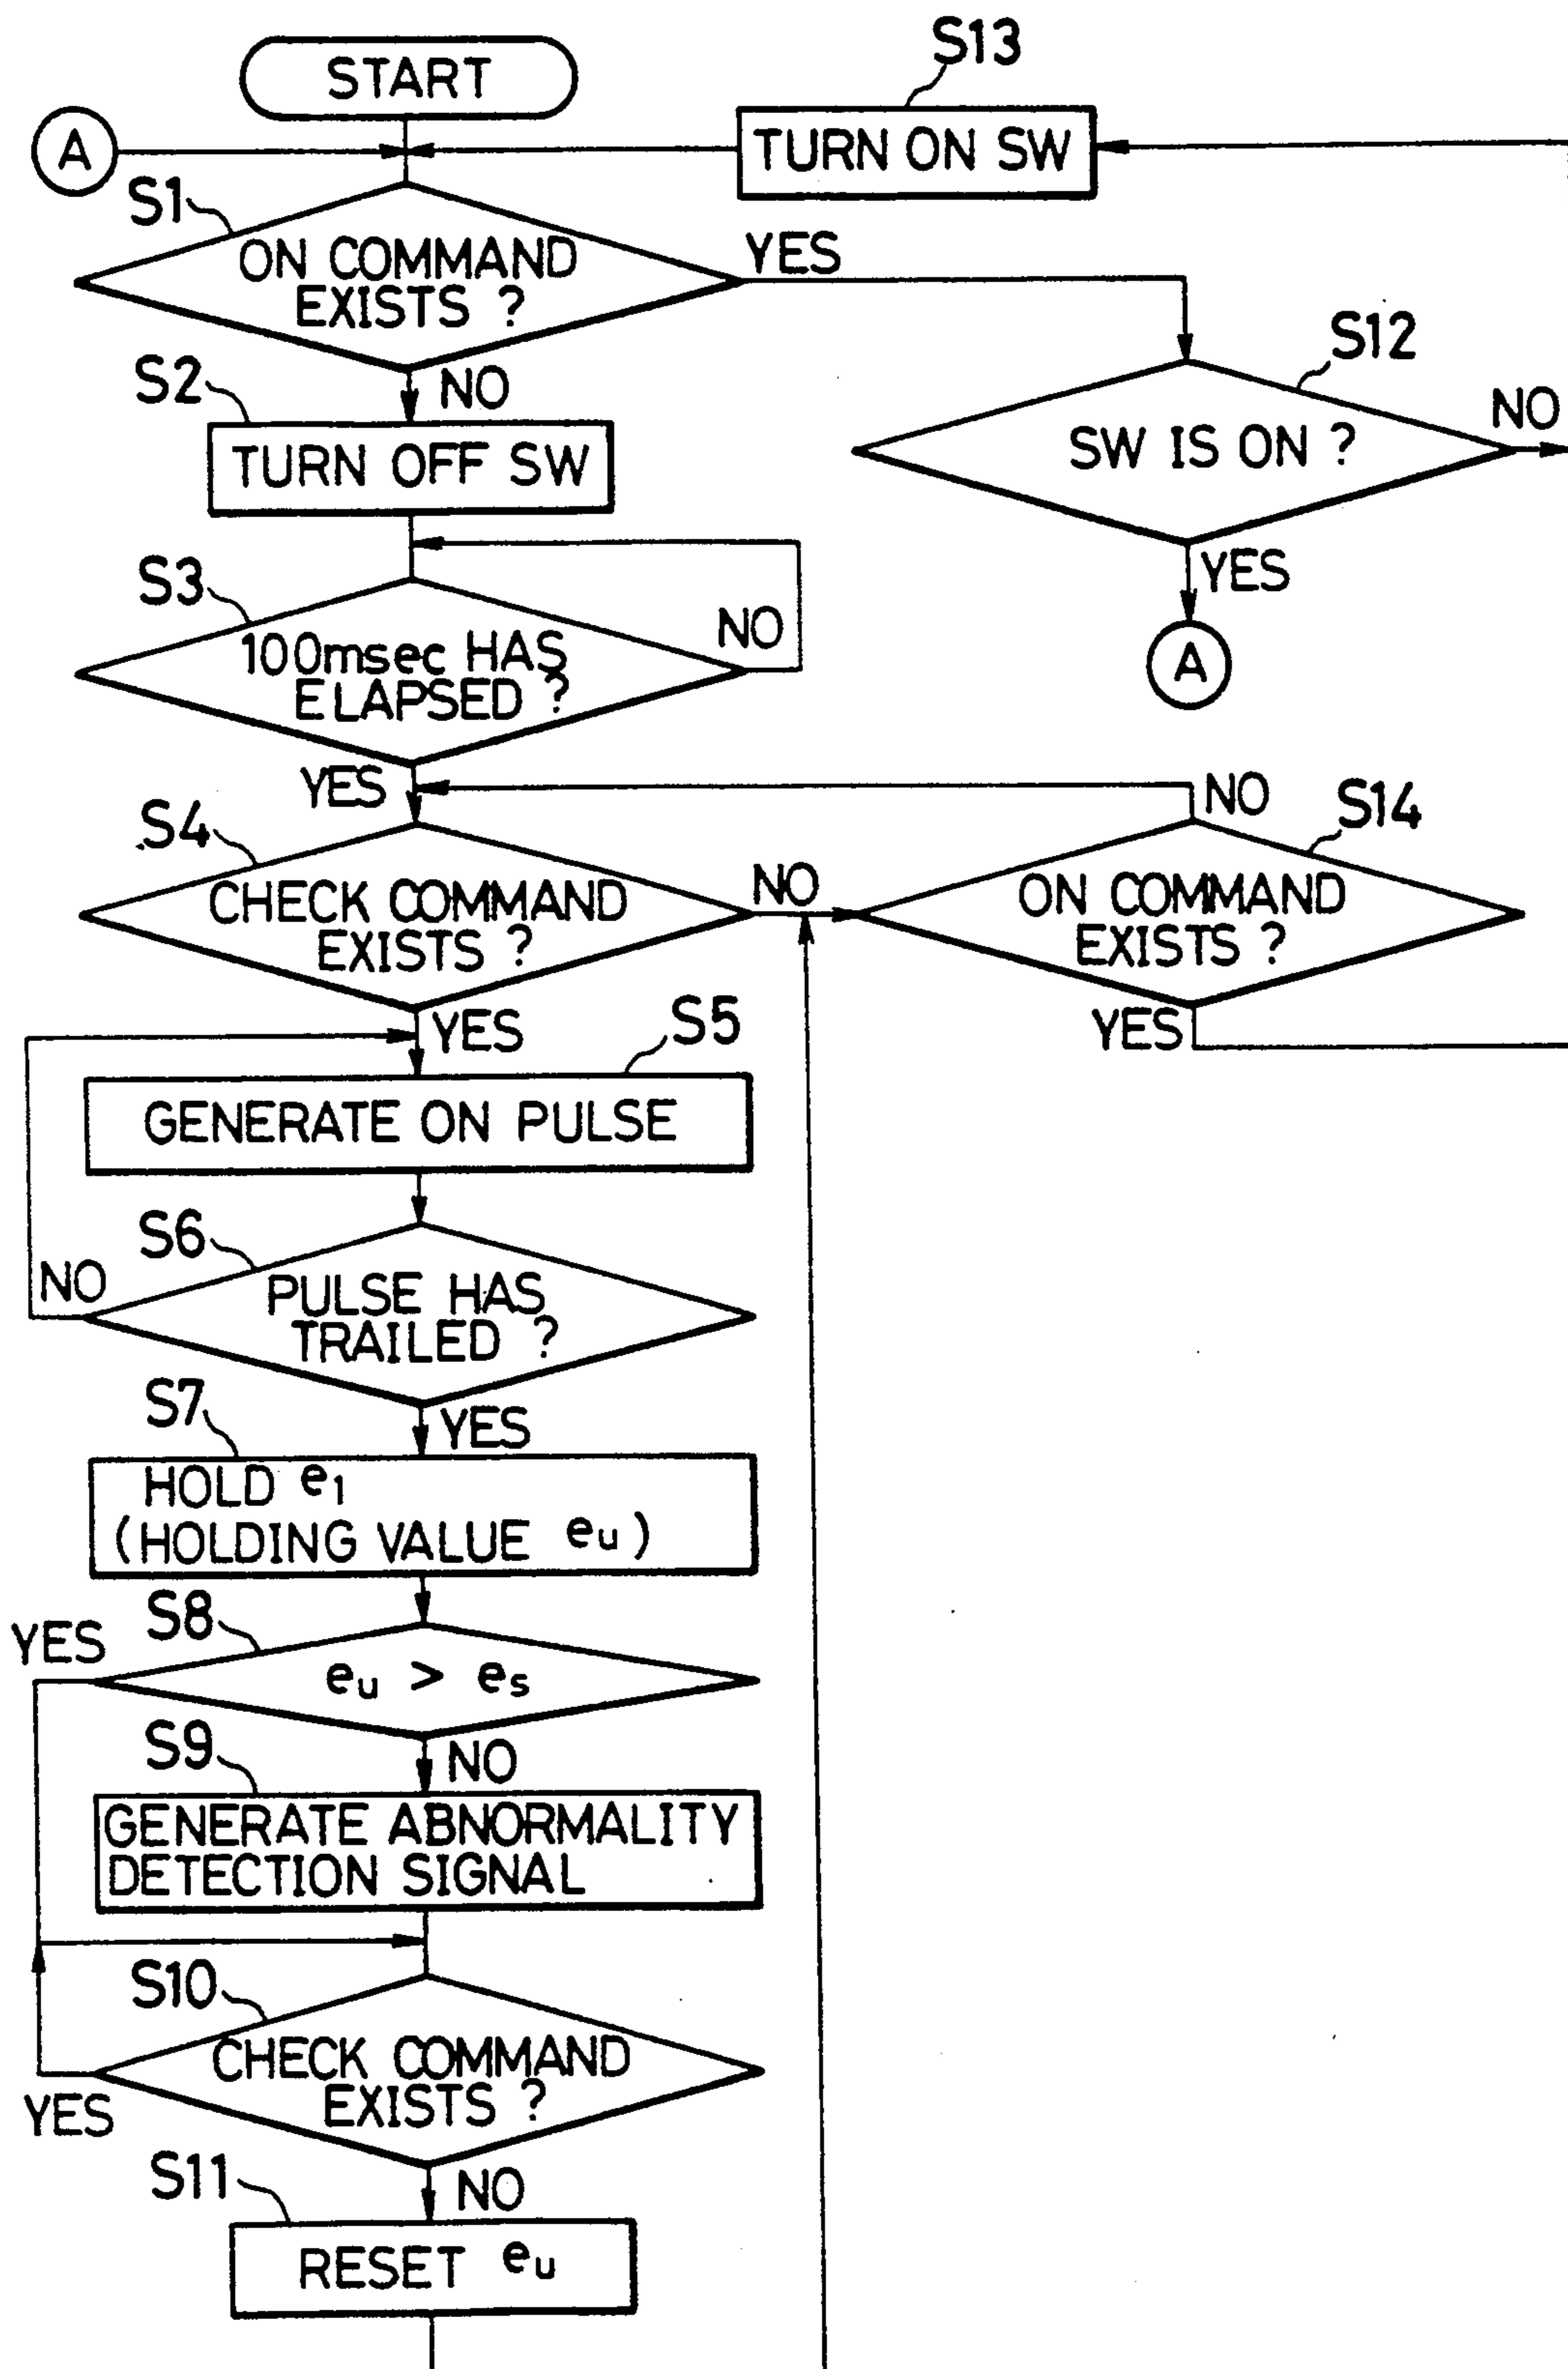 START
S13
A
TURN ON SW
S1
ON COMMAND
EXISTS ?
YES
S12
SW IS ON ?
NO
YES
A
NO
S2
TURN OFF SW
S3
100msec HAS
ELAPSED ?
NO
YES
S4
CHECK COMMAND
EXISTS ?
NO
S14
ON COMMAND
EXISTS ?
NO
YES
YES
S5
GENERATE ON PULSE
S6
PULSE HAS
TRAILED ?
NO
YES
S7
HOLD e1
(HOLDING VALUE eu)
S8
eu > es
YES
NO
S9
GENERATE ABNORMALITY
DETECTION SIGNAL
S10
CHECK COMMAND
EXISTS ?
YES
NO
S11
RESET eu